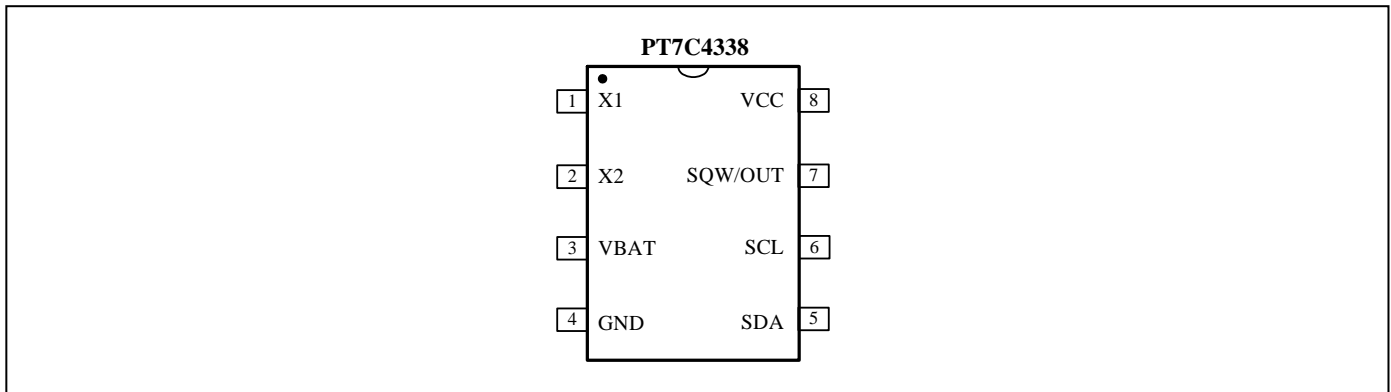 PT7C4338
1 X1 VCC 8
2 X2 SQW/OUT 7
3 VBAT SCL 6
4 GND SDA 5